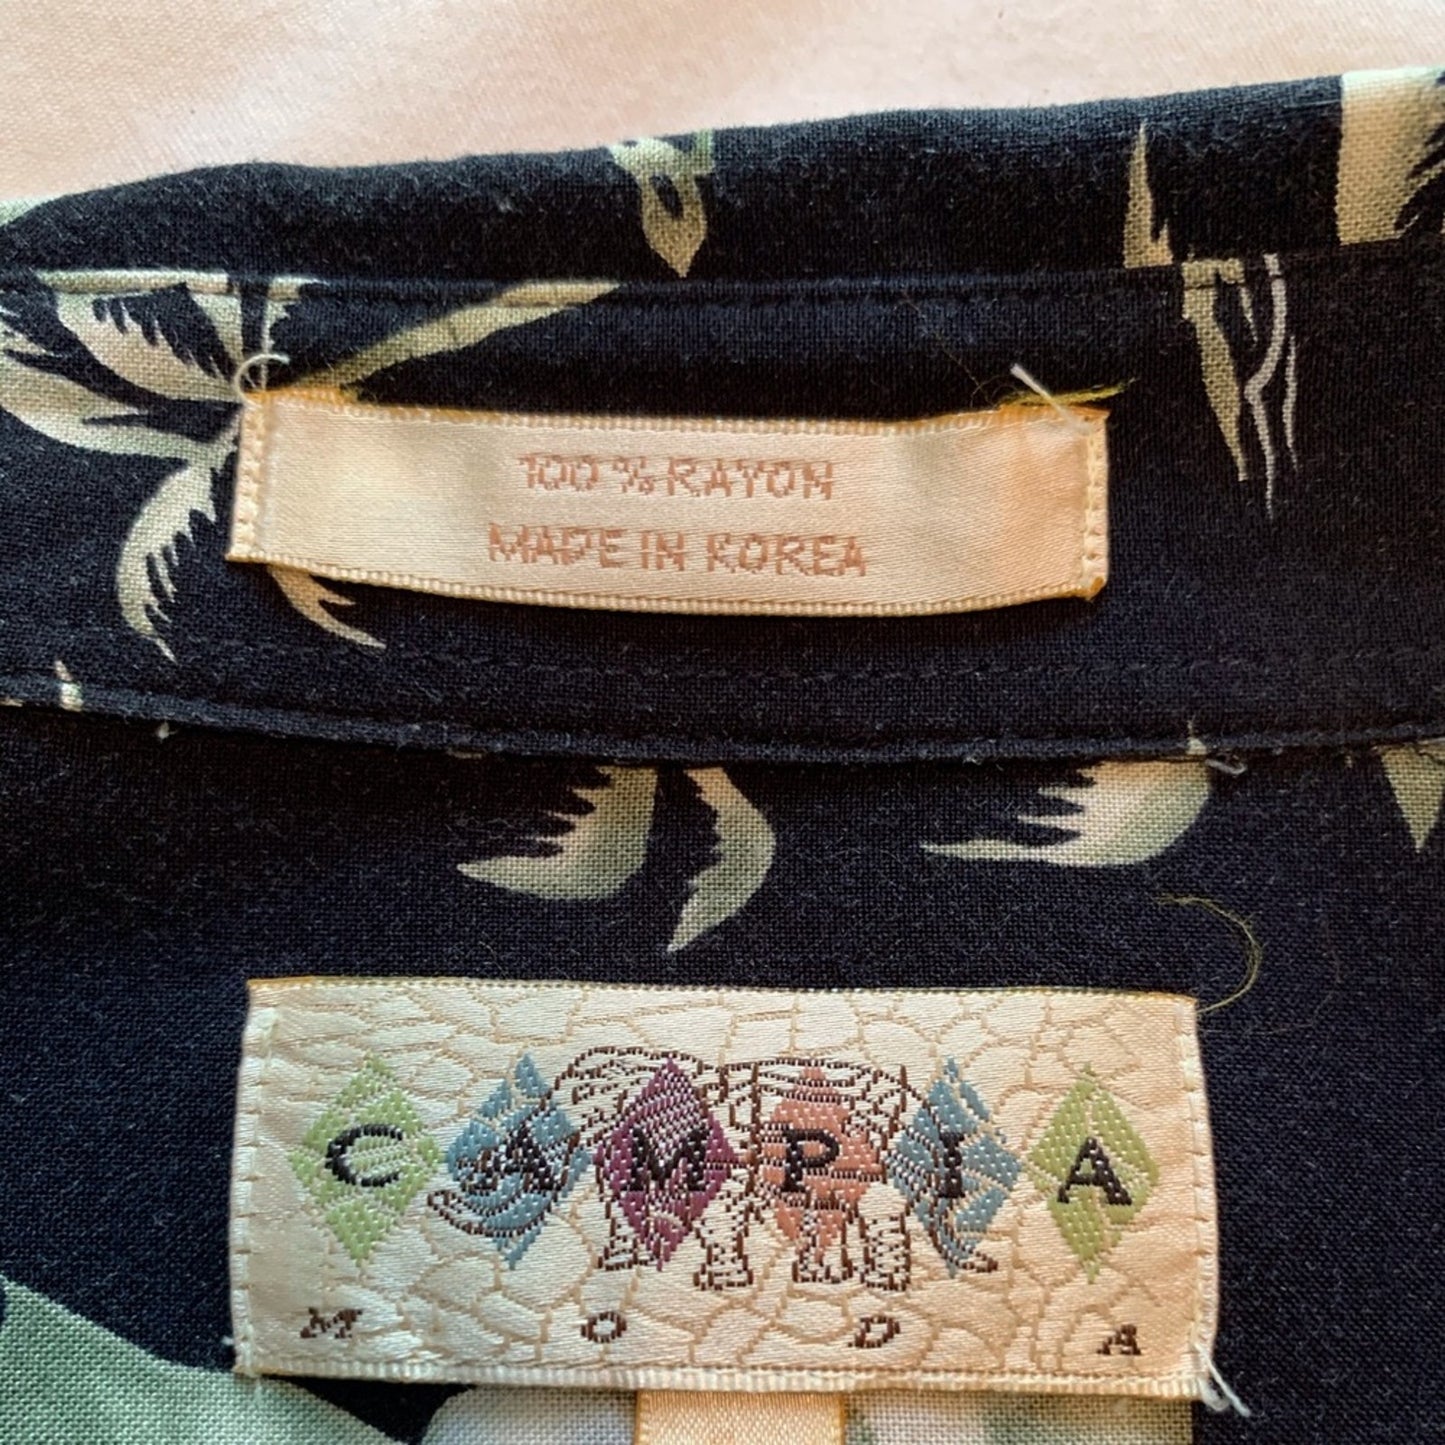 100% RAYON
MADE IN KOREA
CAMPIA
MODA